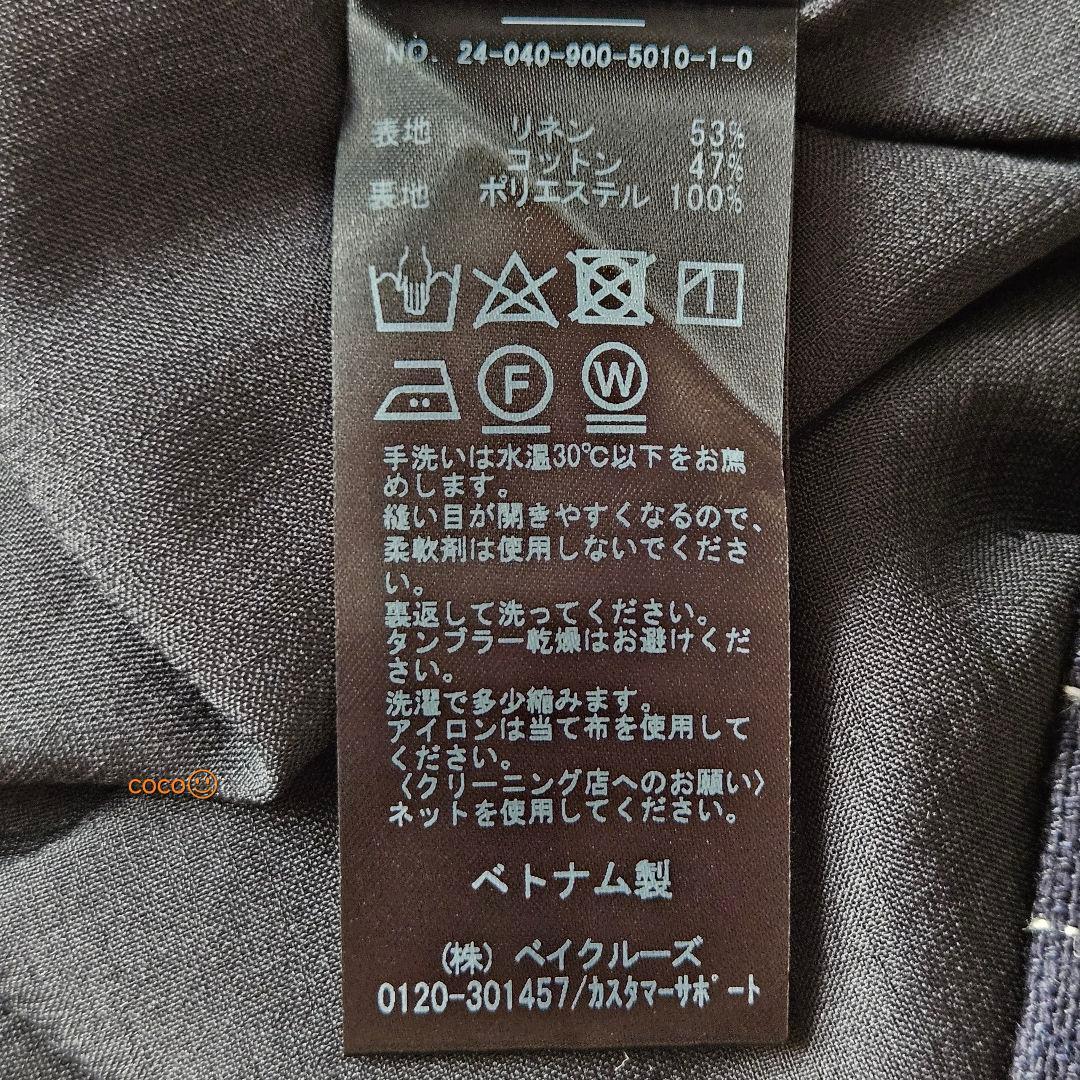 NO. 24-040-900-5010-1-0
表地 リネン 53%
コットン 47%
裏地 ポリエステル 100%
F W
手洗いは水温30℃以下をお薦
めします。
縫い目が開きやすくなるので、
柔軟剤は使用しないでくださ
い。
裏返して洗ってください。
タンブラー乾燥はお避けくだ
さい。
洗濯で多少縮みます。
アイロンは当て布を使用して
ください。
〈クリーニング店へのお願い〉
ネットを使用してください。
ベトナム製
(株) ベイクルーズ
0120-301457/カスタマーサポート
coco